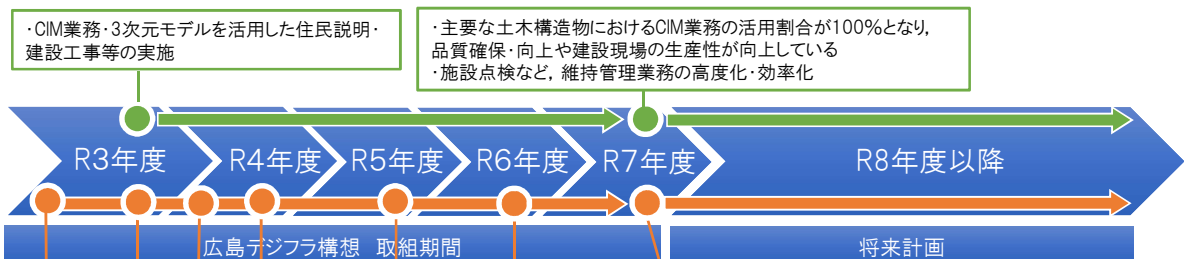 ・CIM業務・3次元モデルを活用した住民説明・
建設工事等の実施
・主要な土木構造物におけるCIM業務の活用割合が100%となり,
品質確保・向上や建設現場の生産性が向上している
・施設点検など, 維持管理業務の高度化・効率化
R3年度
R4年度
R5年度
R6年度
R7年度
R8年度以降
広島デジフラ構想 取組期間
将来計画